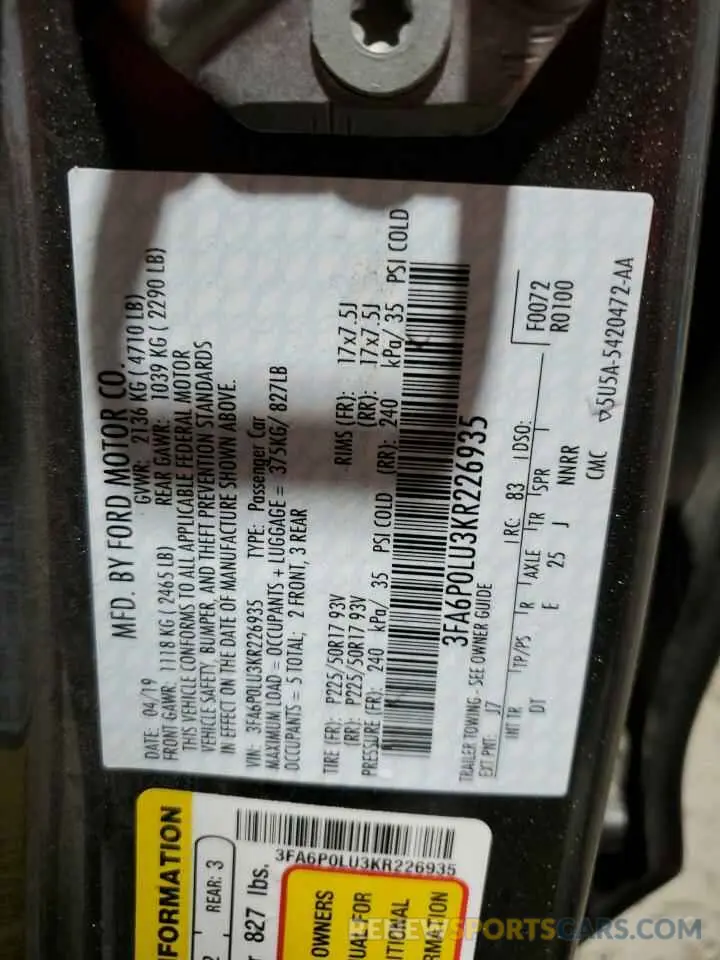 MFD. BY FORD MOTOR CO.
DATE: 04/19 GVWR: 2136 KG ( 4710 LB)
FRONT GAWR: 1118 KG ( 2465 LB) REAR GAWR: 1039 KG ( 2290 LB)
THIS VEHICLE CONFORMS TO ALL APPLICABLE FEDERAL MOTOR
VEHICLE SAFETY, BUMPER, AND THEFT PREVENTION STANDARDS
IN EFFECT ON THE DATE OF MANUFACTURE SHOWN ABOVE.
VIN: 3FA6P0LU3KR226935 TYPE: Passenger Car
MAXIMUM LOAD = OCCUPANTS + LUGGAGE = 375KG/ 827LB
OCCUPANTS = 5 TOTAL; 2 FRONT, 3 REAR
TIRE (FR): P225/50R17 93V RIMS (FR): 17x7.5J
(RR): P225/50R17 93V (RR): 17x7.5J
PRESSURE (FR): 240 kPa/ 35 PSI COLD (RR): 240 kPa/ 35 PSI COLD
3FA6P0LU3KR226935
TRAILER TOWING - SEE OWNER GUIDE
EXT PNT: J7 RC: 83 DSO: F0072
R0100
INT TR TP/PS R AXLE TR SPR
DT E 25 J NNRR
CMC
5U5A-5420472-AA
3FA6P0LU3KR226935
INFORMATION
REAR: 3
827 lbs.
OWNERS
FOR
RENEWSPORTSCARS.COM